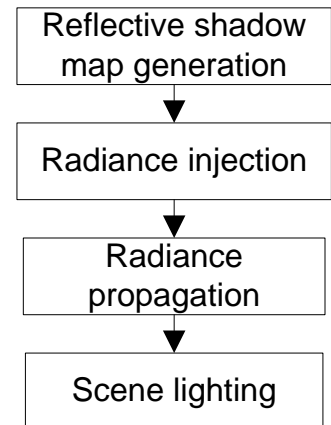 Reflective shadow
map generation
Radiance injection
Radiance
propagation
Scene lighting